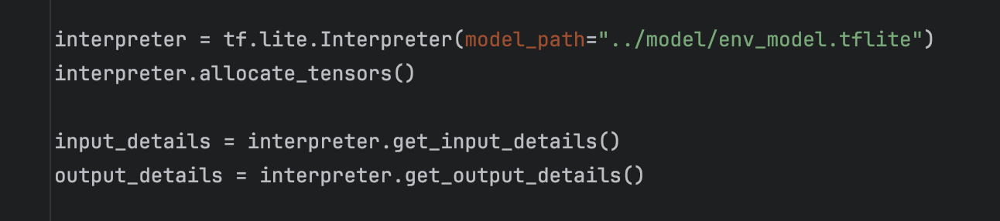 interpreter = tf.lite.Interpreter(model_path="../model/env_model.tflite")
interpreter.allocate_tensors()
input_details = interpreter.get_input_details()
output_details = interpreter.get_output_details()